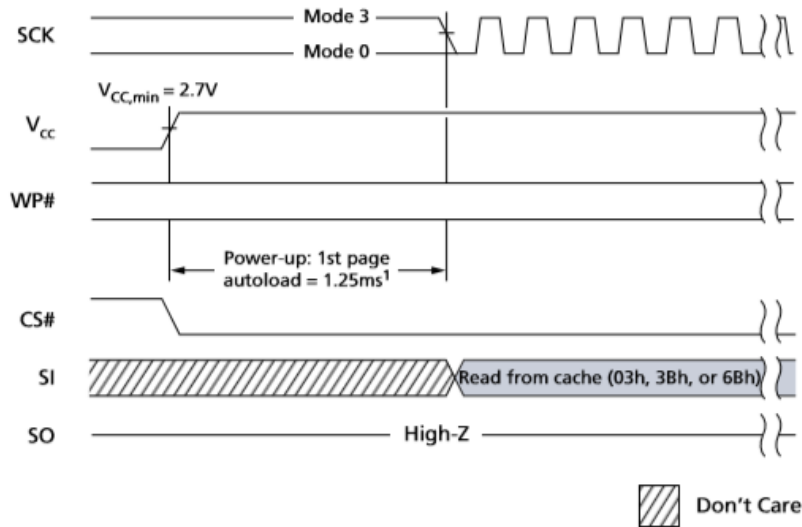 SCK
Mode 3
Mode 0
VCC,min = 2.7V
Vcc
WP#
Power-up: 1st page
autoload = 1.25ms1
CS#
SI
Read from cache (03h, 3Bh, or 6Bh)
SO
High-Z
Don't Care